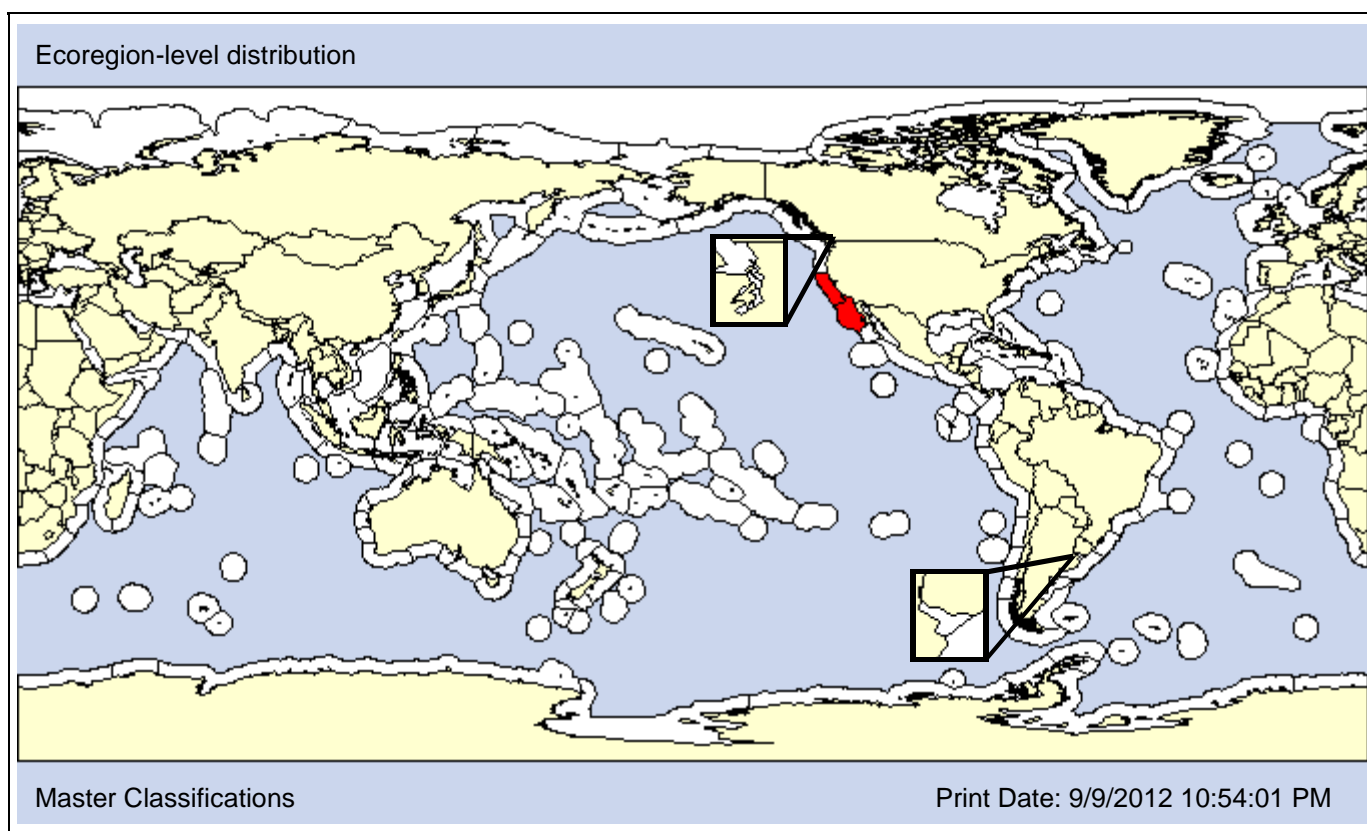 Ecoregion-level distribution
Master Classifications
Print Date: 9/9/2012 10:54:01 PM